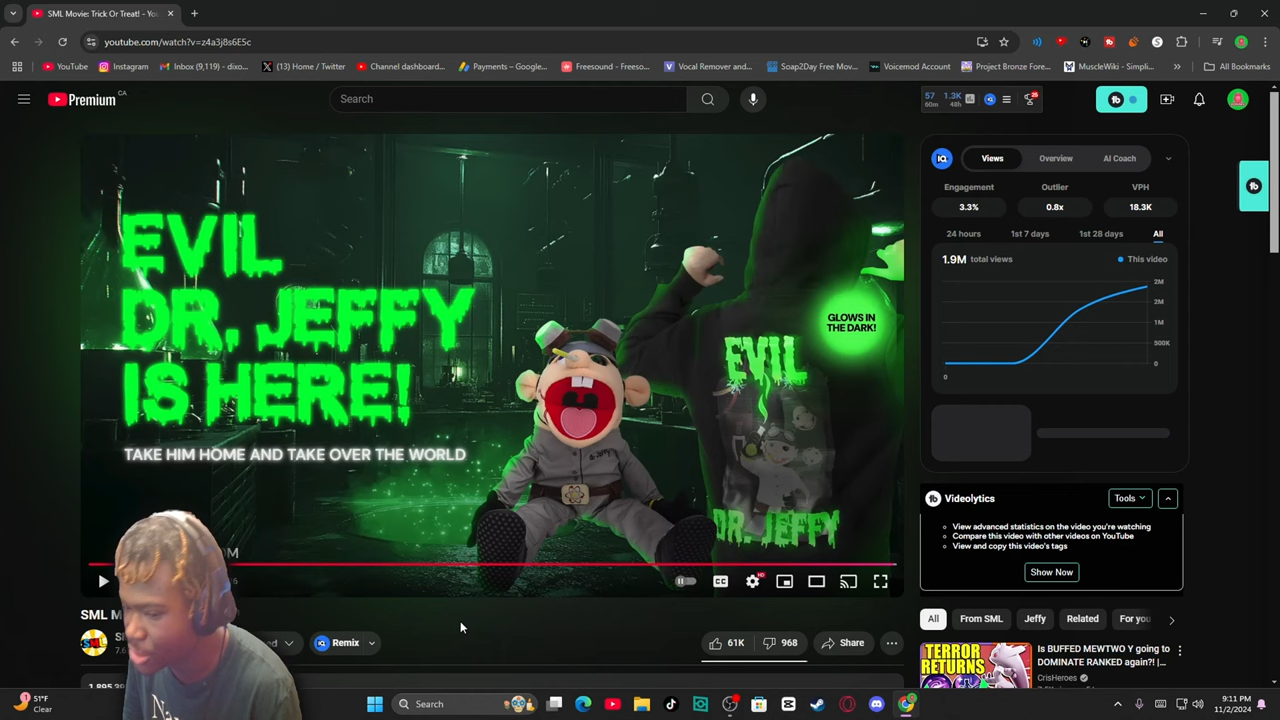 SML Movie: Trick Or Treat! - You
youtube.com/watch?v=z4a3j8s6E5c
YouTube
Instagram
Inbox (9,119) - dixo...
(13) Home / Twitter
Channel dashboard...
Payments – Google...
Freesound - Freeso...
Vocal Remover and...
Soap2Day Free Mov...
Voicemod Account
Project Bronze Fore...
MuscleWiki - Simpli...
All Bookmarks
Premium CA
Search
57 60m 1.3K 48h
EVIL
DR. JEFFY
IS HERE!
TAKE HIM HOME AND TAKE OVER THE WORLD
GLOWS IN
THE DARK!
EVIL
DR. JEFFY
Views
Overview
AI Coach
Engagement
Outlier
VPH
3.3%
0.8x
18.3K
24 hours
1st 7 days
1st 28 days
All
1.9M total views
This video
2M
2M
1M
500K
0
0
Videolytics
Tools
View advanced statistics on the video you're watching
Compare this video with other videos on YouTube
View and copy this video's tags
Show Now
SML M
Remix
61K
968
Share
All
From SML
Jeffy
Related
For you
TERROR
RETURNS
Is BUFFED MEWTWO Y going to
DOMINATE RANKED again?! |...
CrisHeroes
51°F
Clear
Search
9:11 PM
11/2/2024